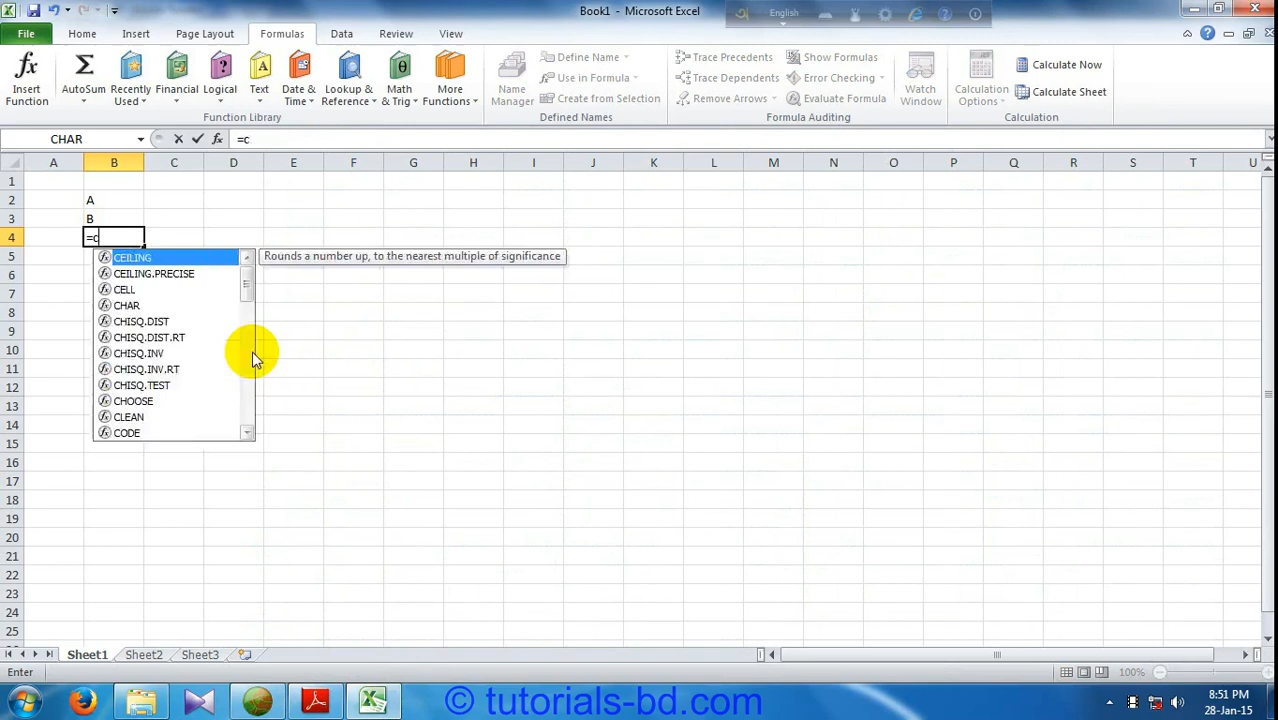 Book1 - Microsoft Excel
English
File Home Insert Page Layout Formulas Data Review View
Insert Function
AutoSum
Recently Used
Financial
Logical
Text
Date & Time
Lookup & Reference
Math & Trig
More Functions
Function Library
Name Manager
Define Name
Use in Formula
Create from Selection
Defined Names
Trace Precedents
Trace Dependents
Remove Arrows
Show Formulas
Error Checking
Evaluate Formula
Watch Window
Formula Auditing
Calculation Options
Calculate Now
Calculate Sheet
Calculation
CHAR =c
A B C D E F G H I J K L M N O P Q R S T U
1
2 A
3 B
4 =c
5
6
7
8
9
10
11
12
13
14
15
16
17
18
19
20
21
22
23
24
25
CEILING
Rounds a number up, to the nearest multiple of significance
CEILING.PRECISE
CELL
CHAR
CHISQ.DIST
CHISQ.DIST.RT
CHISQ.INV
CHISQ.INV.RT
CHISQ.TEST
CHOOSE
CLEAN
CODE
Sheet1 Sheet2 Sheet3
Enter
100%
© tutorials-bd.com
8:51 PM
28-Jan-15